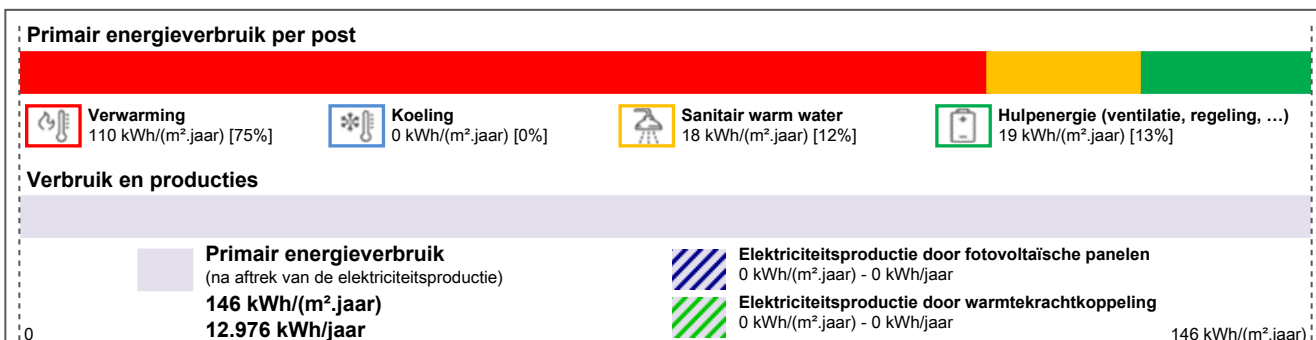 Primair energieverbruik per post
Verwarming
110 kWh/(m².jaar) [75%]
Koeling
0 kWh/(m².jaar) [0%]
Sanitair warm water
18 kWh/(m².jaar) [12%]
Hulpenergie (ventilatie, regeling, …)
19 kWh/(m².jaar) [13%]
Verbruik en producties
Primair energieverbruik
(na aftrek van de elektriciteitsproductie)
146 kWh/(m².jaar)
12.976 kWh/jaar
Elektriciteitsproductie door fotovoltaïsche panelen
0 kWh/(m².jaar) - 0 kWh/jaar
Elektriciteitsproductie door warmtekrachtkoppeling
0 kWh/(m².jaar) - 0 kWh/jaar
0
146 kWh/(m².jaar)